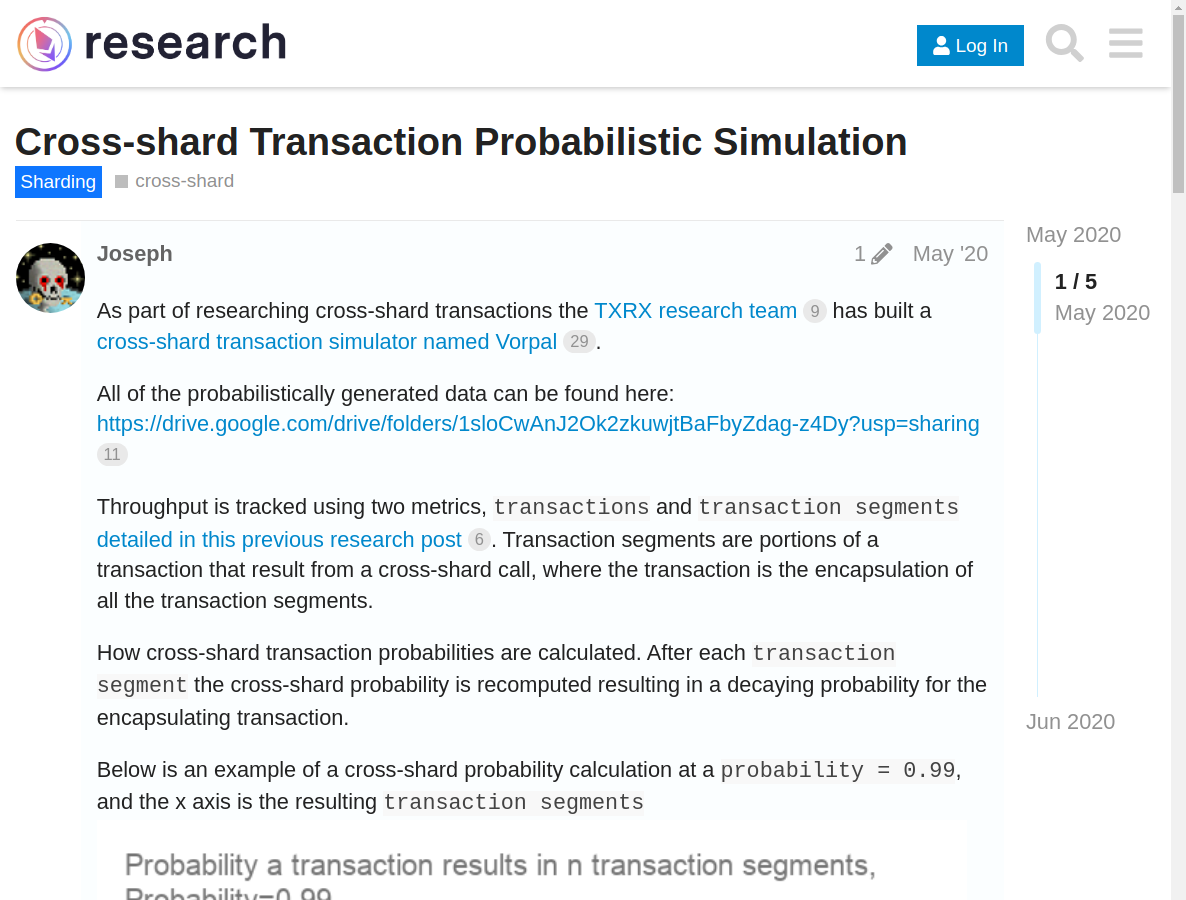 research
Log In
Cross-shard Transaction Probabilistic Simulation
Sharding cross-shard
Joseph
1 May '20
As part of researching cross-shard transactions the TXRX research team 9 has built a
cross-shard transaction simulator named Vorpal 29.
All of the probabilistically generated data can be found here:
https://drive.google.com/drive/folders/1sloCwAnJ2Ok2zkuwjtBaFbyZdag-z4Dy?usp=sharing
11
Throughput is tracked using two metrics, transactions and transaction segments
detailed in this previous research post 6. Transaction segments are portions of a
transaction that result from a cross-shard call, where the transaction is the encapsulation of
all the transaction segments.
How cross-shard transaction probabilities are calculated. After each transaction
segment the cross-shard probability is recomputed resulting in a decaying probability for the
encapsulating transaction.
Below is an example of a cross-shard probability calculation at a probability = 0.99,
and the x axis is the resulting transaction segments
Probability a transaction results in n transaction segments,
Probability=0.99
May 2020
1 / 5
May 2020
Jun 2020